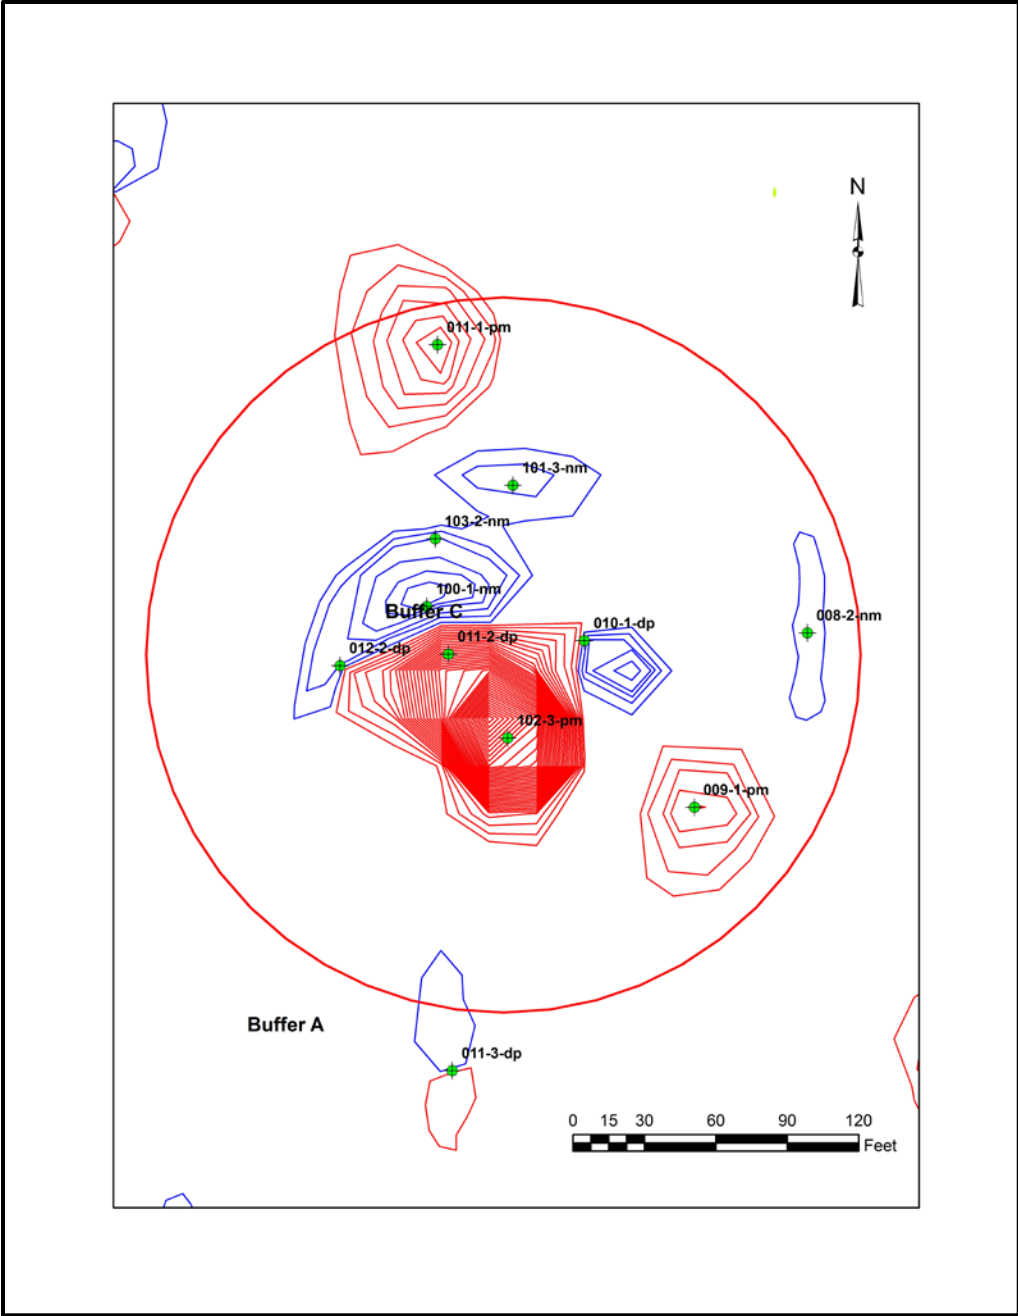 N
011-1-pm
101-3-nm
103-2-nm
100-1-nm
Buffer C
008-2-nm
010-1-dp
011-2-dp
012-2-dp
102-3-pm
009-1-pm
Buffer A
011-3-dp
0 15 30 60 90 120
Feet